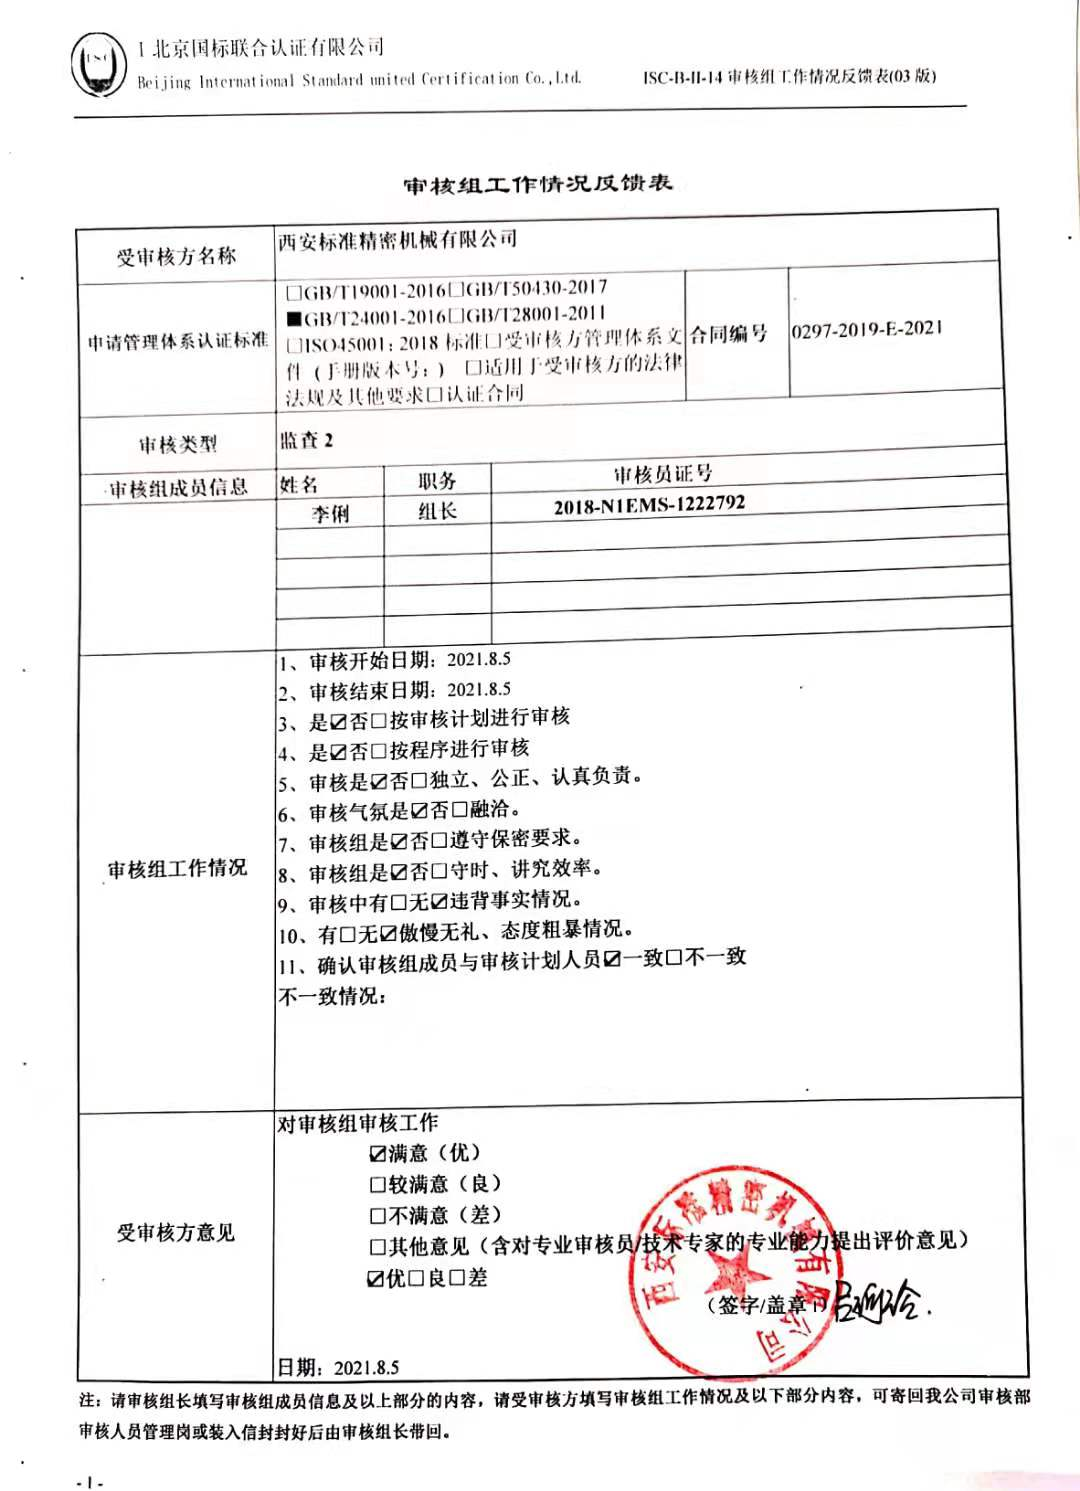 I 北京国标联合认证有限公司
Beijing International Standard united Certification Co.,Ltd.
ISC-B-II-14 审核组工作情况反馈表(03 版)
ISC
审核组工作情况反馈表
受审核方名称
西安标准精密机械有限公司
申请管理体系认证标准
□GB/T19001-2016□GB/T50430-2017
■GB/T24001-2016□GB/T28001-2011
□ISO45001：2018 标准□受审核方管理体系文
件（手册版本号：） □适用于受审核方的法律
法规及其他要求□认证合同
合同编号
0297-2019-E-2021
审核类型
监查 2
审核组成员信息
姓名 职务 审核员证号
李俐 组长 2018-N1EMS-1222792
审核组工作情况
1、审核开始日期：2021.8.5
2、审核结束日期：2021.8.5
3、是☑否□按审核计划进行审核
4、是☑否□按程序进行审核
5、审核是☑否□独立、公正、认真负责。
6、审核气氛是☑否□融洽。
7、审核组是☑否□遵守保密要求。
8、审核组是☑否□守时、讲究效率。
9、审核中有□无☑违背事实情况。
10、有□无☑傲慢无礼、态度粗暴情况。
11、确认审核组成员与审核计划人员☑一致□不一致
不一致情况：
受审核方意见
对审核组审核工作
☑满意（优）
□较满意（良）
□不满意（差）
□其他意见（含对专业审核员/技术专家的专业能力提出评价意见）
☑优□良□差
（签字/盖章）
西安标准精密机械有限公司
日期：2021.8.5
注：请审核组长填写审核组成员信息及以上部分的内容，请受审核方填写审核组工作情况及以下部分内容，可寄回我公司审核部
审核人员管理岗或装入信封封好后由审核组长带回。
- 1 -